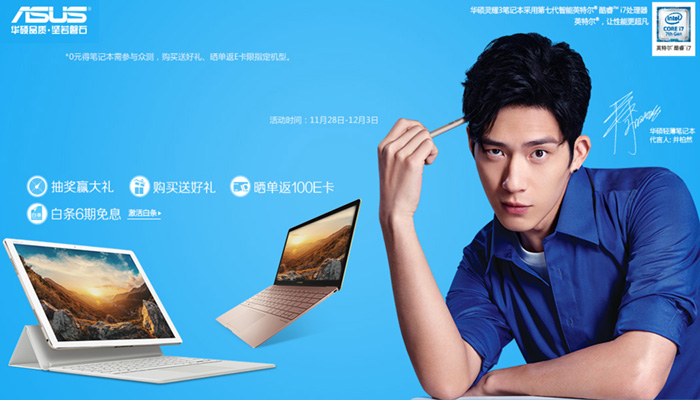 ASUS
华硕品质·坚若磐石
华硕灵耀3笔记本采用第七代智能英特尔® 酷睿™ i7处理器
英特尔®，让性能更超凡
intel
CORE i7
7th Gen
英特尔® 酷睿™ i7
*0元得笔记本需参与众测，购买送好礼、晒单返E卡限指定机型。
活动时间：11月28日-12月3日
华硕轻薄笔记本
代言人: 井柏然
抽奖赢大礼
购买送好礼
晒单返100E卡
白条
白条6期免息
激活白条